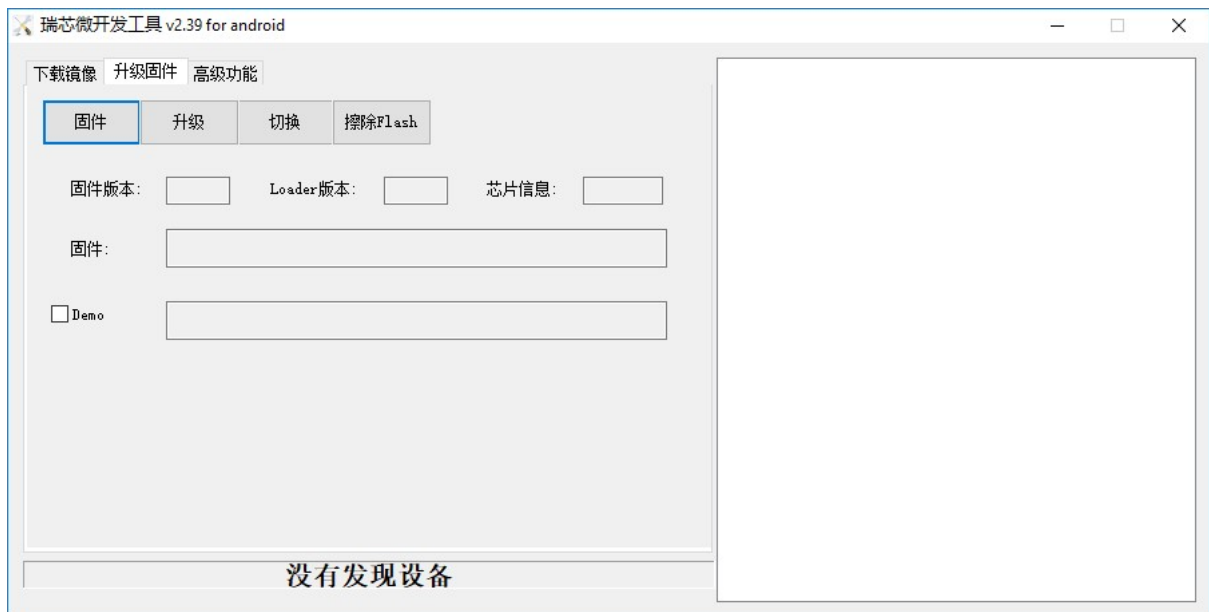 瑞芯微开发工具 v2.39 for android
下载镜像 升级固件 高级功能
固件 升级 切换 擦除Flash
固件版本: Loader版本: 芯片信息:
固件:
Demo
没有发现设备